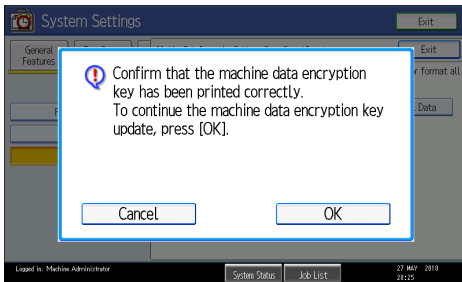 System Settings
Exit
General
Features
Exit
or format all
Data
Confirm that the machine data encryption
key has been printed correctly.
To continue the machine data encryption key
update, press [OK].
Cancel
OK
Logged in: Machine Administrator
System Status
Job List
27 MAY 2010
20:25